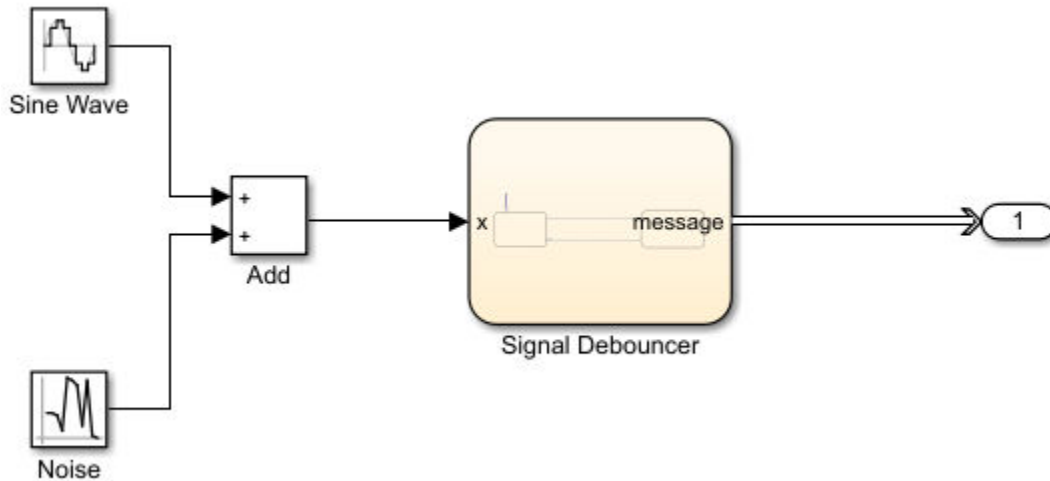 Sine Wave
+
+
Add
x
message
1
Signal Debouncer
Noise